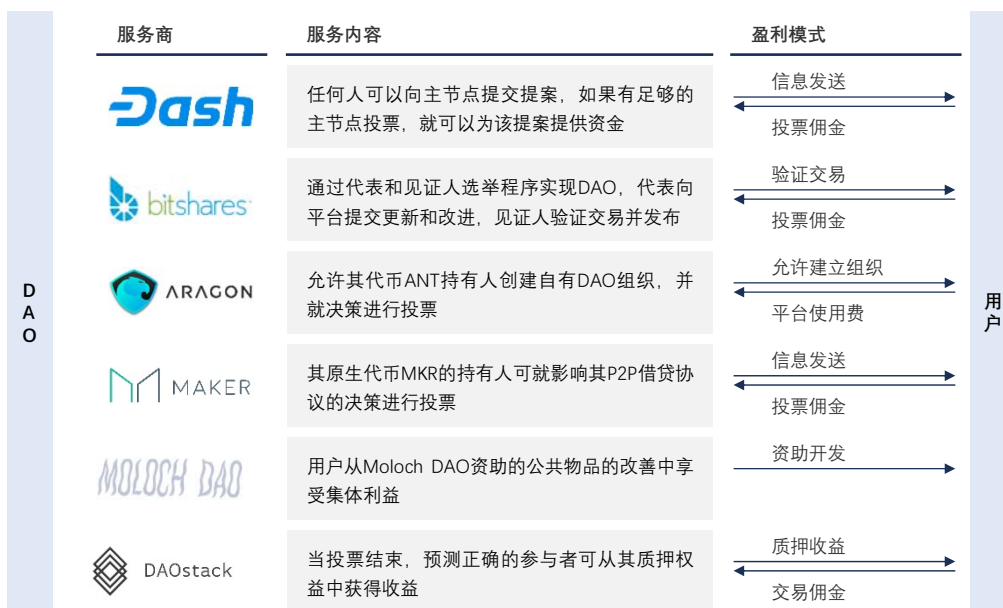 服务商
服务内容
盈利模式
DAO
用户
Dash
任何人可以向主节点提交提案，如果有足够的
主节点投票，就可以为该提案提供资金
信息发送
投票佣金
bitshares
通过代表和见证人选举程序实现DAO，代表向
平台提交更新和改进，见证人验证交易并发布
验证交易
投票佣金
ARAGON
允许其代币ANT持有人创建自有DAO组织，并
就决策进行投票
允许建立组织
平台使用费
MAKER
其原生代币MKR的持有人可就影响其P2P借贷协
议的决策进行投票
信息发送
投票佣金
MOLOCH DAO
用户从Moloch DAO资助的公共物品的改善中享
受集体利益
资助开发
DAOstack
当投票结束，预测正确的参与者可从其质押权
益中获得收益
质押收益
交易佣金